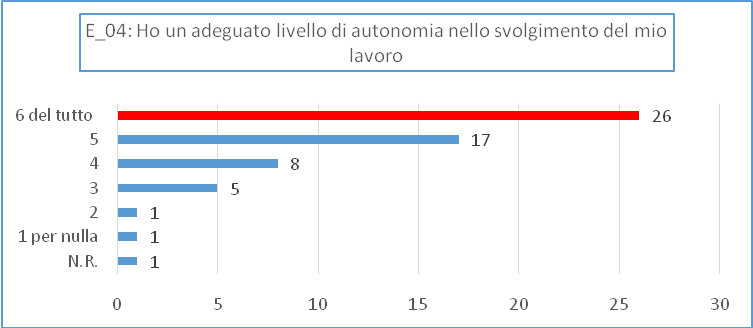 E_04: Ho un adeguato livello di autonomia nello svolgimento del mio
lavoro
6 del tutto 26
5 17
4 8
3 5
2 1
1 per nulla 1
N.R. 1
0 5 10 15 20 25 30